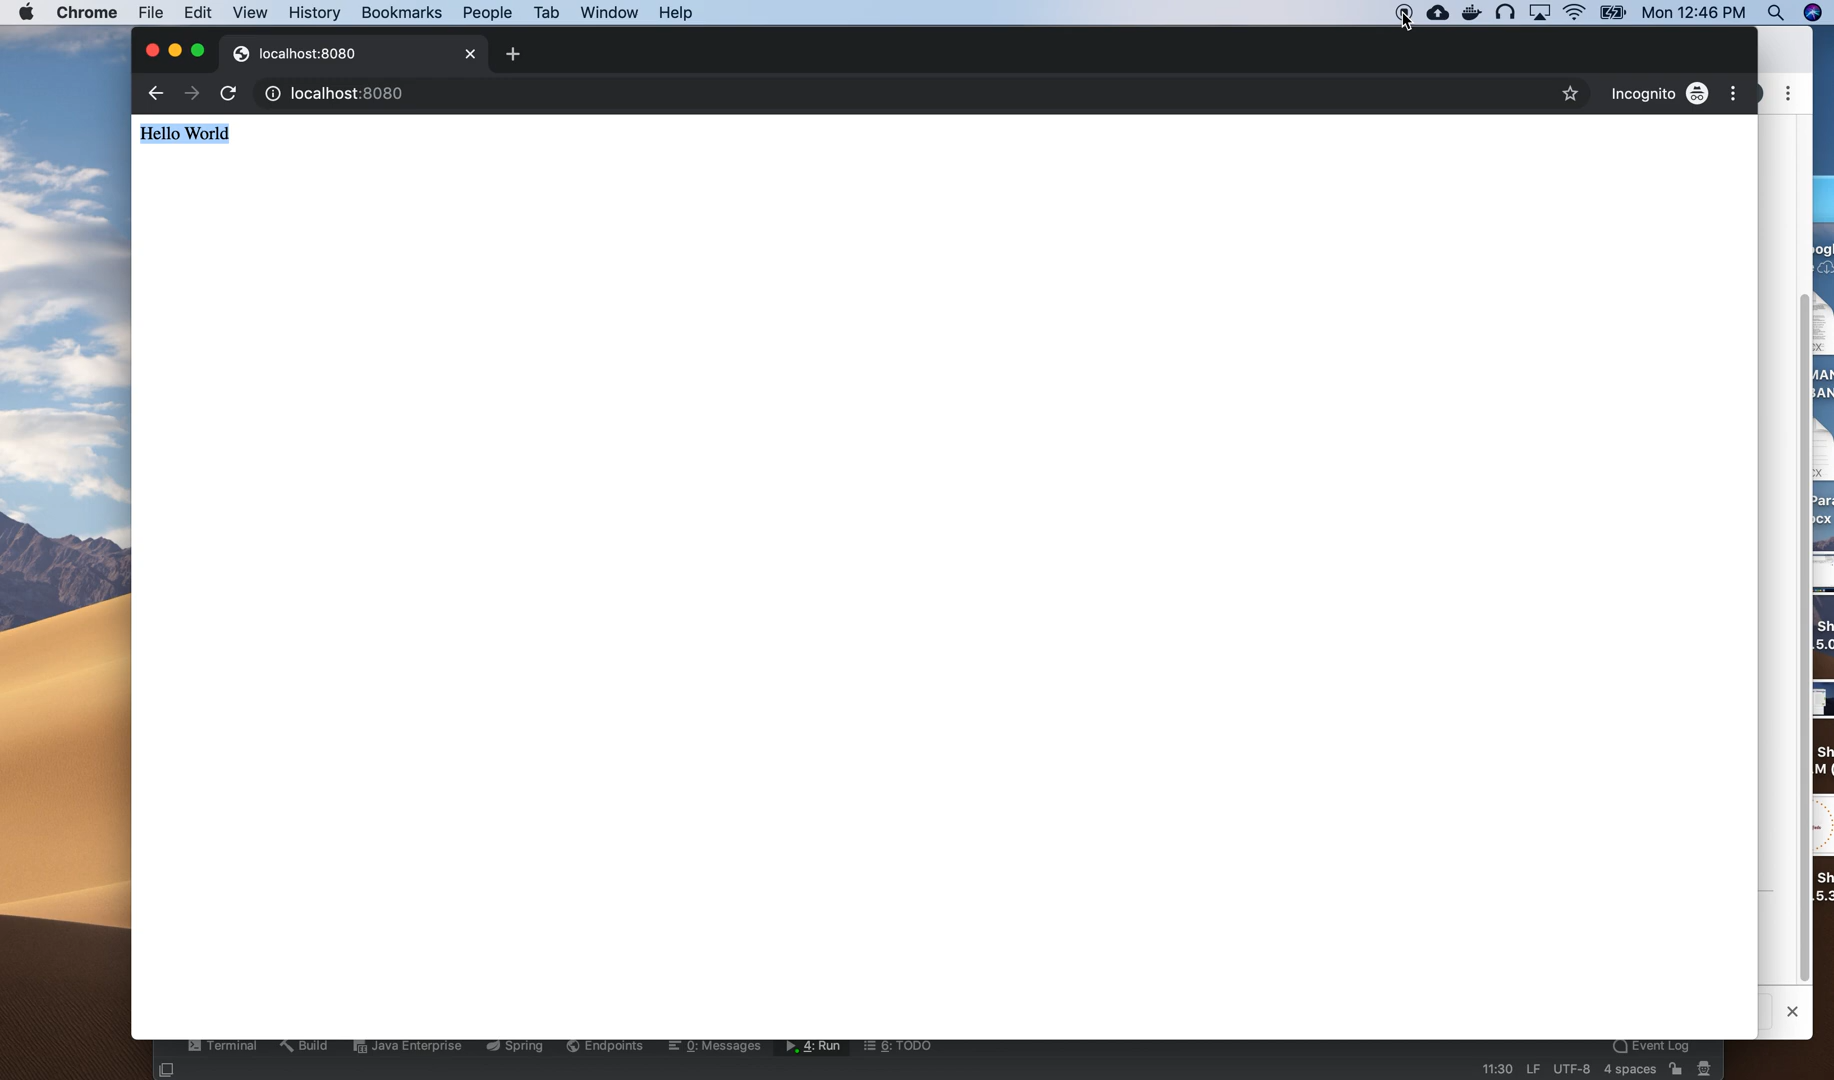 Chrome File Edit View History Bookmarks People Tab Window Help Mon 12:46 PM
localhost:8080
localhost:8080 Incognito
Hello World
Terminal Build Java Enterprise Spring Endpoints 0: Messages 4: Run 6: TODO Event Log
11:30 LF UTF-8 4 spaces